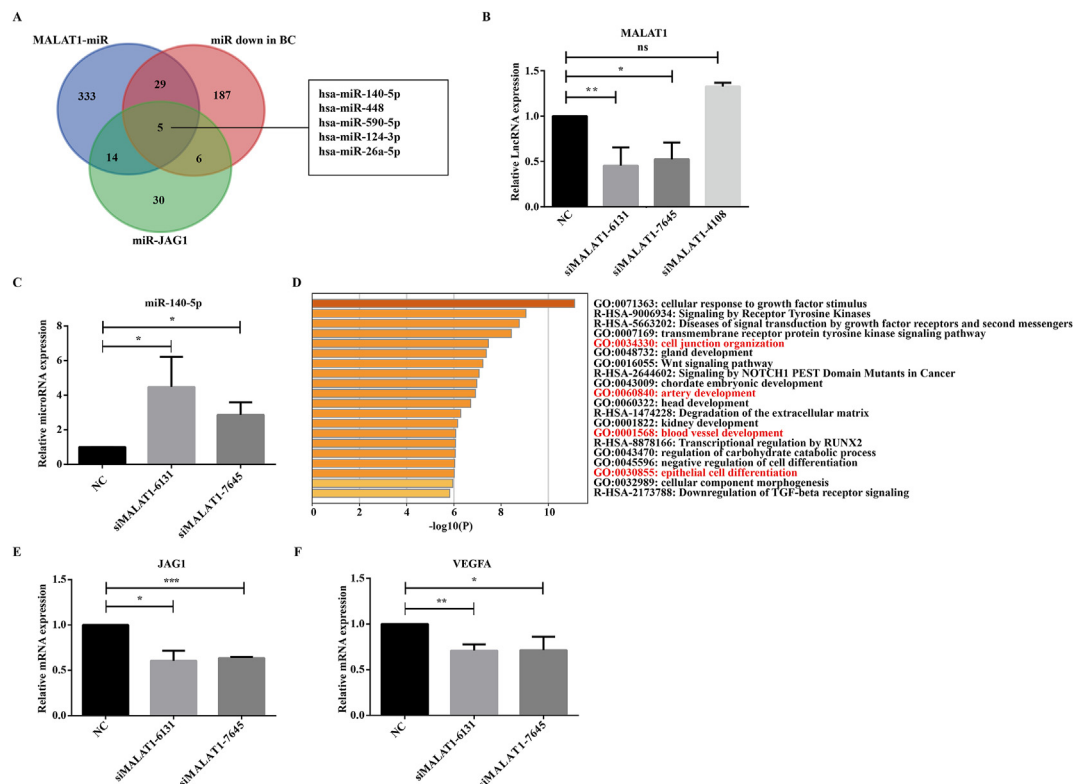 A
MALAT1-miR
miR down in BC
333
29
187
5
14
6
30
miR-JAG1
hsa-miR-140-5p
hsa-miR-448
hsa-miR-590-5p
hsa-miR-124-3p
hsa-miR-26a-5p
B
MALAT1
ns
*
**
Relative LncRNA expression
1.5
1.0
0.5
0.0
NC
siMALAT1-6131
siMALAT1-7645
siMALAT1-4108
C
miR-140-5p
*
*
Relative microRNA expression
8
6
4
2
0
NC
siMALAT1-6131
siMALAT1-7645
D
GO:0071363: cellular response to growth factor stimulus
R-HSA-9006934: Signaling by Receptor Tyrosine Kinases
R-HSA-5663202: Diseases of signal transduction by growth factor receptors and second messengers
GO:0007169: transmembrane receptor protein tyrosine kinase signaling pathway
GO:0034330: cell junction organization
GO:0048732: gland development
GO:0016055: Wnt signaling pathway
R-HSA-2644602: Signaling by NOTCH1 PEST Domain Mutants in Cancer
GO:0043009: chordate embryonic development
GO:0060840: artery development
GO:0060322: head development
R-HSA-1474228: Degradation of the extracellular matrix
GO:0001822: kidney development
GO:0001568: blood vessel development
R-HSA-8878166: Transcriptional regulation by RUNX2
GO:0043470: regulation of carbohydrate catabolic process
GO:0045596: negative regulation of cell differentiation
GO:0030855: epithelial cell differentiation
GO:0032989: cellular component morphogenesis
R-HSA-2173788: Downregulation of TGF-beta receptor signaling
0 2 4 6 8 10
-log10(P)
E
JAG1
***
*
Relative mRNA expression
1.5
1.0
0.5
0.0
NC
siMALAT1-6131
siMALAT1-7645
F
VEGFA
*
**
Relative mRNA expression
1.5
1.0
0.5
0.0
NC
siMALAT1-6131
siMALAT1-7645